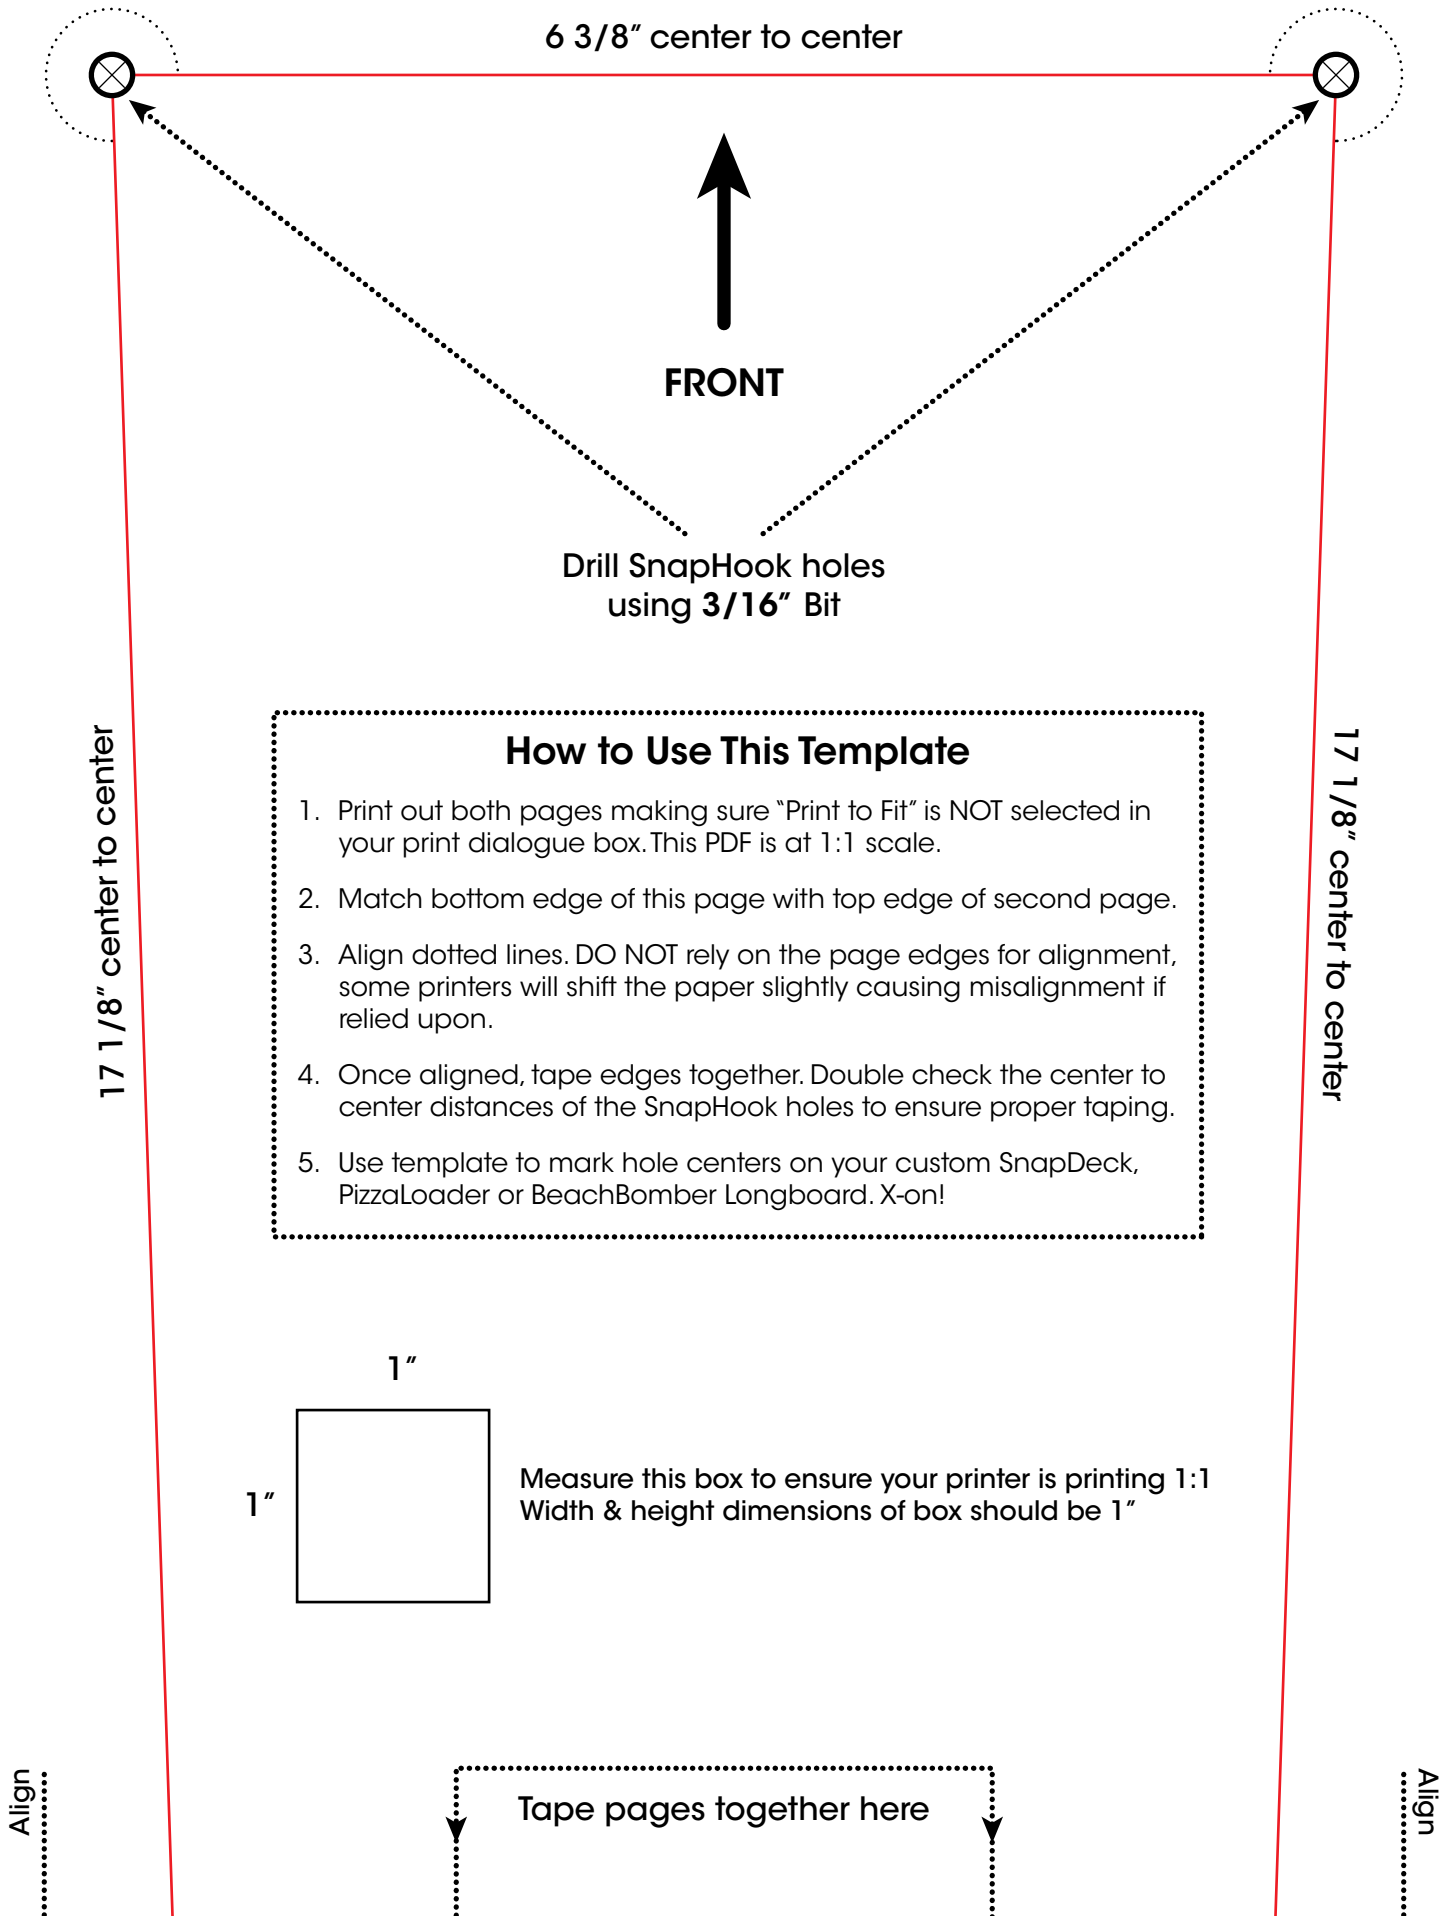 6 3/8” center to center
FRONT
Drill SnapHook holes
using 3/16” Bit
17 1/8” center to center
17 1/8” center to center
How to Use This Template
1. Print out both pages making sure “Print to Fit” is NOT selected in
your print dialogue box. This PDF is at 1:1 scale.
2. Match bottom edge of this page with top edge of second page.
3. Align dotted lines. DO NOT rely on the page edges for alignment,
some printers will shift the paper slightly causing misalignment if
relied upon.
4. Once aligned, tape edges together. Double check the center to
center distances of the SnapHook holes to ensure proper taping.
5. Use template to mark hole centers on your custom SnapDeck,
PizzaLoader or BeachBomber Longboard. X-on!
1”
1”
Measure this box to ensure your printer is printing 1:1
Width & height dimensions of box should be 1”
Align
Tape pages together here
Align